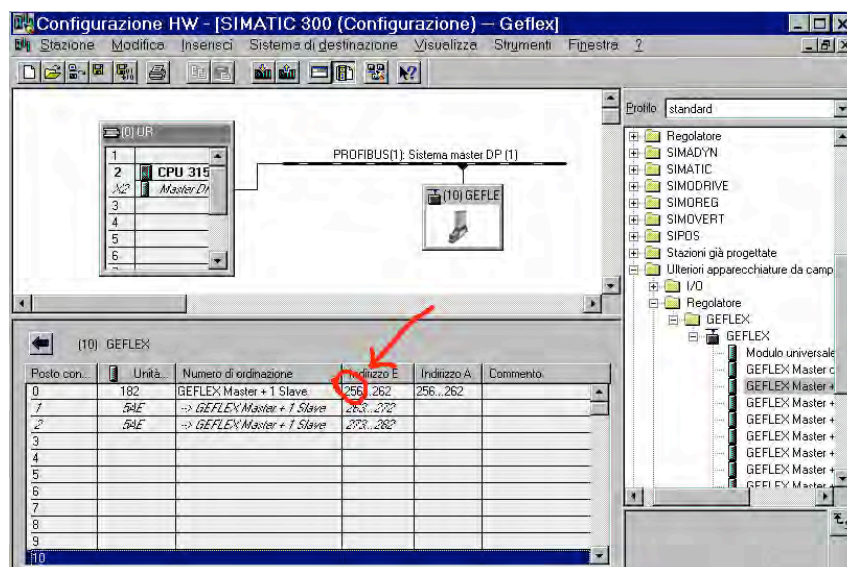 Configurazione HW - [SIMATIC 300 (Configurazione) -- Geflex]
Stazione Modifica Inserisci Sistema di destinazione Visualizza Strumenti Finestra ?
(0) UR
1
2 CPU 315
X2 Master DP
3
4
5
6
PROFIBUS(1): Sistema master DP (1)
(10) GEFLE
Profilo standard
Regolatore
SIMADYN
SIMATIC
SIMODRIVE
SIMOREG
SIMOVERT
SIPOS
Stazioni già progettate
Ulteriori apparecchiature da camp
I/O
Regolatore
GEFLEX
GEFLEX
Modulo universale
GEFLEX Master
GEFLEX Master +
GEFLEX Master +
GEFLEX Master +
GEFLEX Master +
GEFLEX Master +
GEFLEX Master +
(10) GEFLEX
Posto con... Unità... Numero di ordinazione Indirizzo E Indirizzo A Commento
0 182 GEFLEX Master + 1 Slave 256...262 256...262
1 5AE -> GEFLEX Master + 1 Slave 263...272
2 5AE -> GEFLEX Master + 1 Slave 273...282
3
4
5
6
7
8
9
10